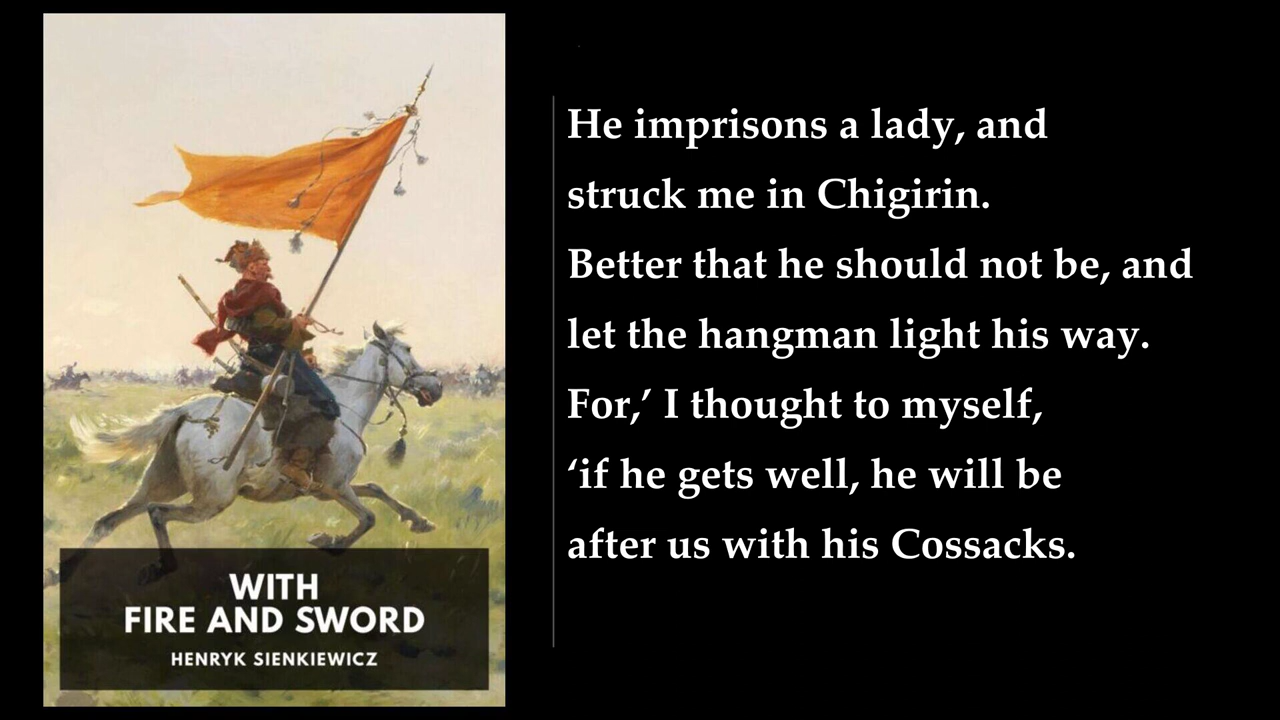 WITH
FIRE AND SWORD
HENRYK SIENKIEWICZ
He imprisons a lady, and
struck me in Chigirin.
Better that he should not be, and
let the hangman light his way.
For,’ I thought to myself,
‘if he gets well, he will be
after us with his Cossacks.